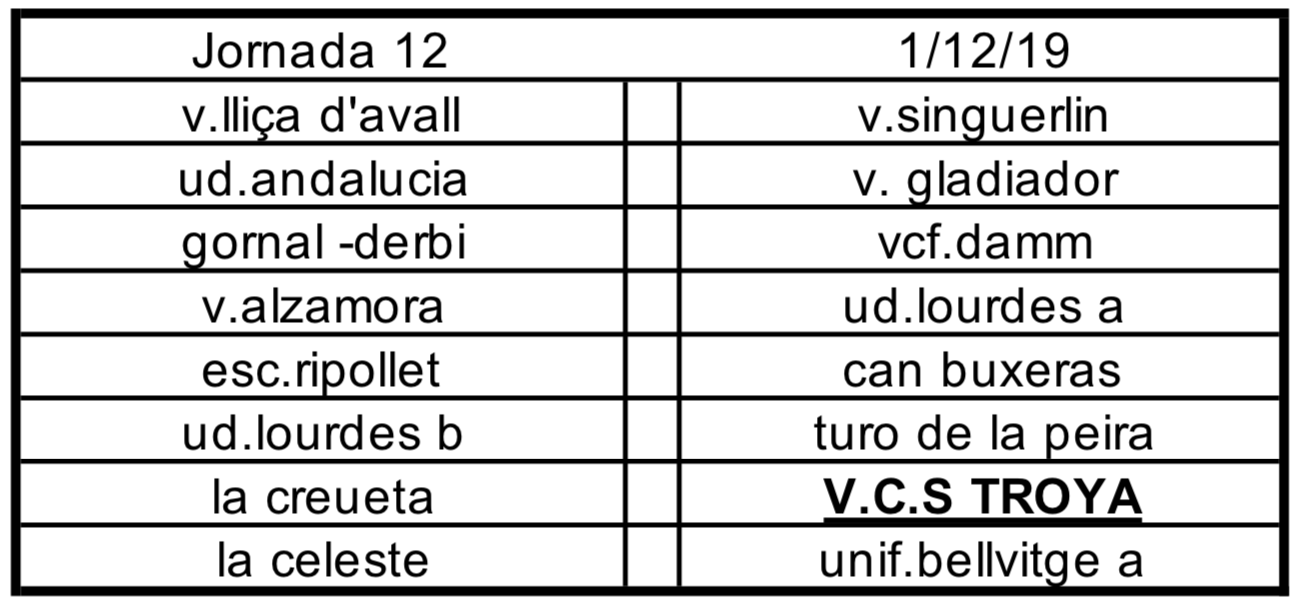 Jornada 12 1/12/19
v.lliça d'avall v.singuerlin
ud.andalucia v. gladiador
gornal -derbi vcf.damm
v.alzamora ud.lourdes a
esc.ripollet can buxeras
ud.lourdes b turo de la peira
la creueta V.C.S TROYA
la celeste unif.bellvitge a